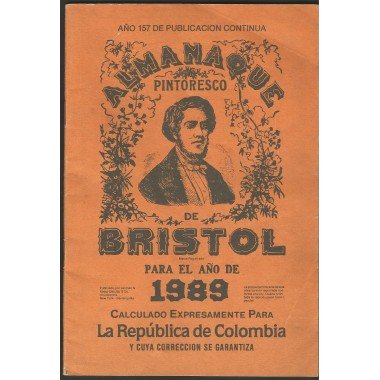 AÑO 157 DE PUBLICACION CONTINUA
ALMANAQUE
PINTORESCO
DE
BRISTOL
PARA EL AÑO DE
1989
CALCULADO EXPRESAMENTE PARA
La República de Colombia
Y CUYA CORRECCION SE GARANTIZA